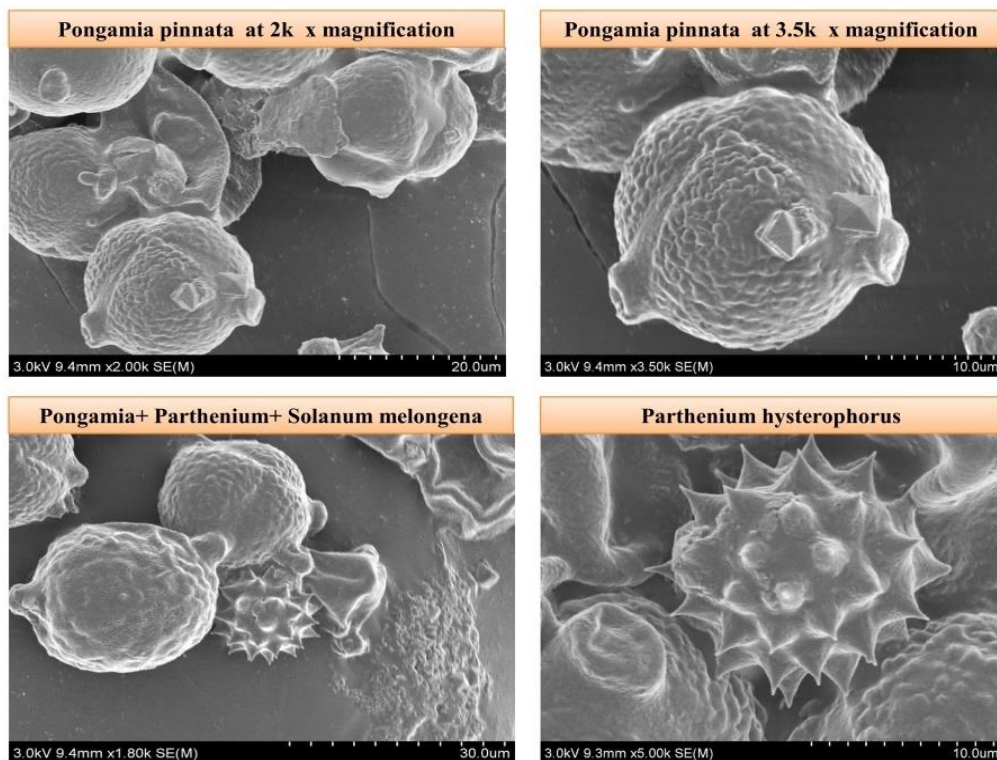 Pongamia pinnata at 2k x magnification
Pongamia pinnata at 3.5k x magnification
3.0kV 9.4mm x2.00k SE(M) 20.0um
3.0kV 9.4mm x3.50k SE(M) 10.0um
Pongamia+ Parthenium+ Solanum melongena
Parthenium hysterophorus
3.0kV 9.4mm x1.80k SE(M) 30.0um
3.0kV 9.3mm x5.00k SE(M) 10.0um